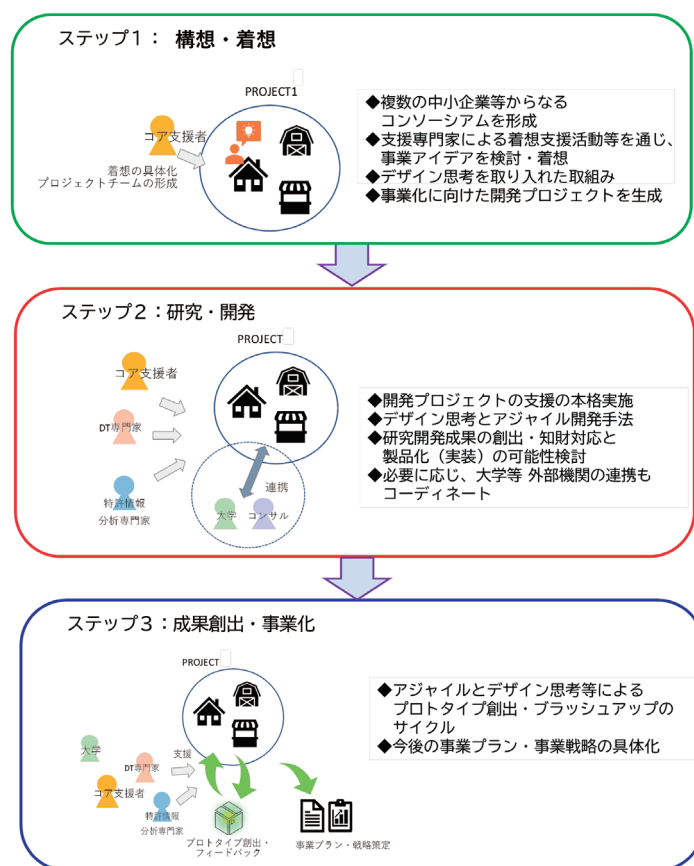 ステップ1： 構想・着想
PROJECT1
コア支援者
着想の具体化
プロジェクトチームの形成
◆複数の中小企業等からなる
コンソーシアムを形成
◆支援専門家による着想支援活動等を通じ、
事業アイデアを検討・着想
◆デザイン思考を取り入れた取組み
◆事業化に向けた開発プロジェクトを生成
ステップ2：研究・開発
PROJECT
コア支援者
DT専門家
特許情報
分析専門家
連携
大学
コンサル
◆開発プロジェクトの支援の本格実施
◆デザイン思考とアジャイル開発手法
◆研究開発成果の創出・知財対応と
製品化（実装）の可能性検討
◆必要に応じ、大学等 外部機関の連携も
コーディネート
ステップ3：成果創出・事業化
PROJECT
大学
DT専門家
コア支援者
特許情報
分析専門家
支援
プロトタイプ創出・
フィードバック
事業プラン・戦略策定
◆アジャイルとデザイン思考等による
プロトタイプ創出・ブラッシュアップの
サイクル
◆今後の事業プラン・事業戦略の具体化